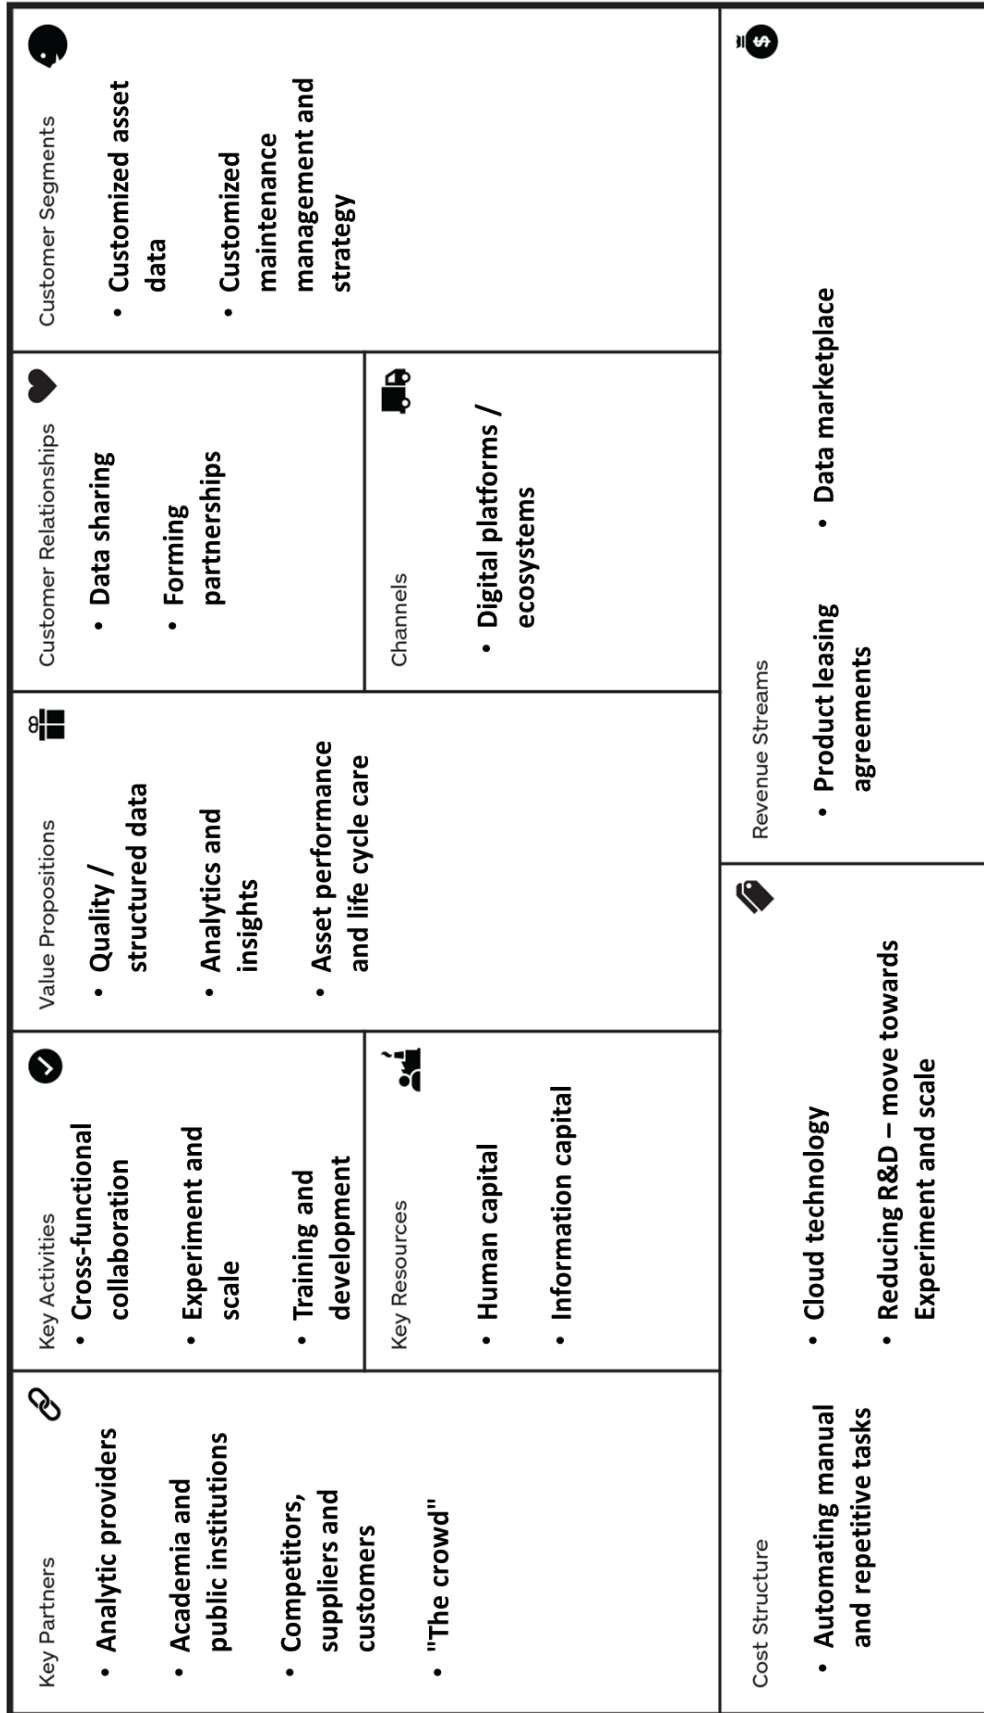 Key Partners
• Analytic providers
• Academia and
public institutions
• Competitors,
suppliers and
customers
• "The crowd"
Key Activities
• Cross-functional
collaboration
• Experiment and
scale
• Training and
development
Key Resources
• Human capital
• Information capital
Value Propositions
• Quality /
structured data
• Analytics and
insights
• Asset performance
and life cycle care
Customer Relationships
• Data sharing
• Forming
partnerships
Channels
• Digital platforms /
ecosystems
Customer Segments
• Customized asset
data
• Customized
maintenance
management and
strategy
Cost Structure
• Automating manual
and repetitive tasks
• Cloud technology
• Reducing R&D – move towards
Experiment and scale
Revenue Streams
• Product leasing
agreements
• Data marketplace
$